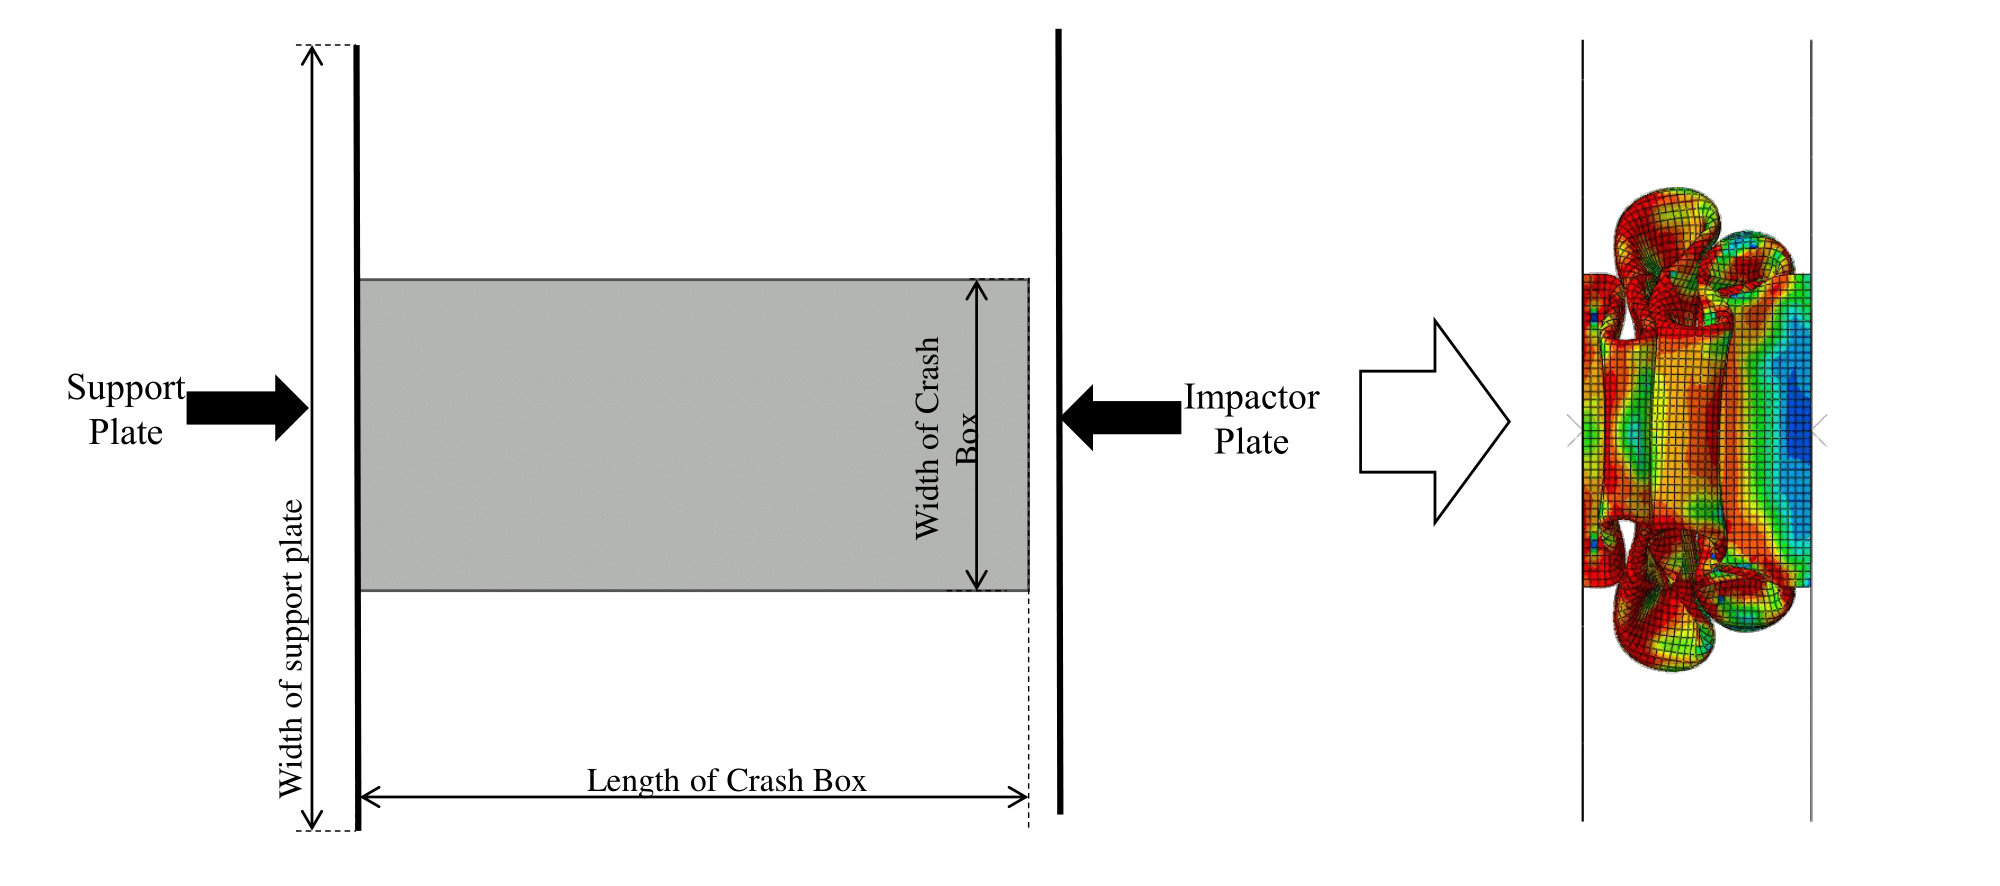 Support
Plate
Width of support plate
Width of Crash
Box
Length of Crash Box
Impactor
Plate